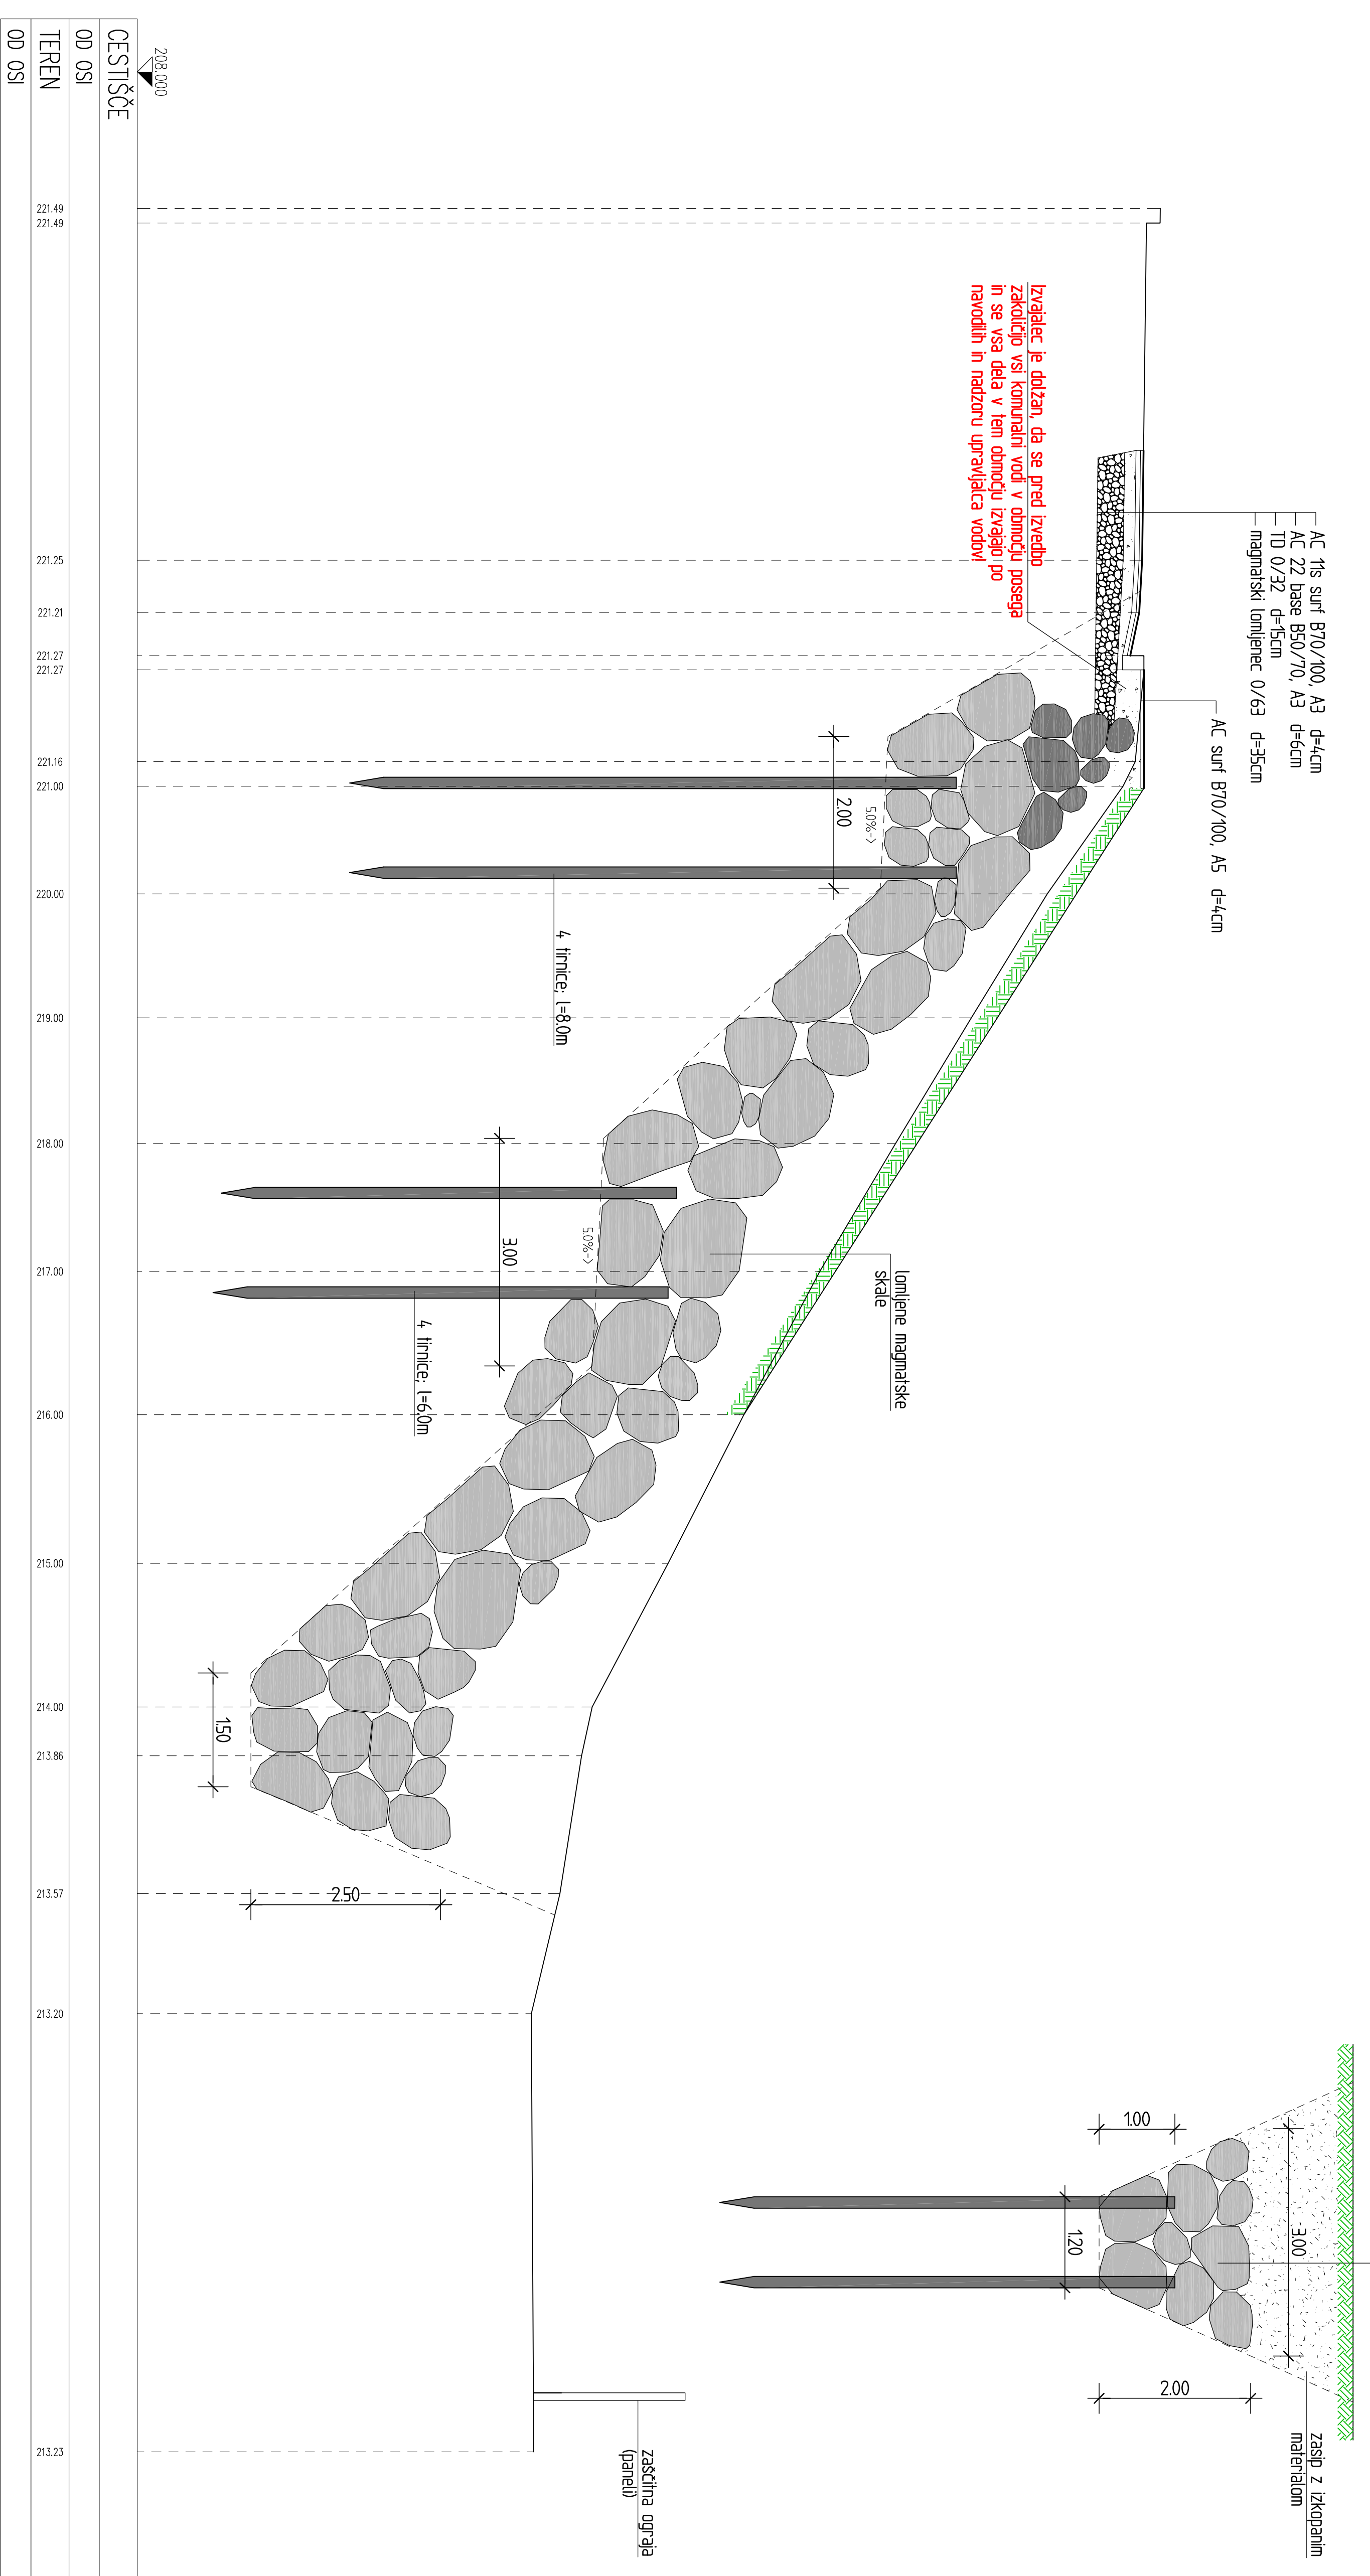 AC 11s surf B70/100, A3 d=4cm
AC 22 base B50/70, A3 d=6cm
TD 0/32 d=15cm
magmatski lomljenec 0/63 d=35cm
AC surf B70/100, A5 d=4cm
Izvajalec je dolžan, da se pred izvedbo
zakoličijo vsi komunalni vodi v območju posega
in se vsa dela v tem območju izvajajo po
navodilih in nadzoru upravljalca vodovi
zasip z izkopanim
materialom
3.00
1.00
1.20
2.00
5.0%->
2.00
lomljene magmatske
skale
zaščitna ograja
(paneli)
4 tirnice; l=8.0m
5.0%->
3.00
4 tirnice; l=6.0m
2.50
1.50
208.000
CESTIŠČE
OD OSI
TEREN
221.49
221.49
221.25
221.21
221.27
221.27
221.16
221.00
220.00
219.00
218.00
217.00
216.00
215.00
214.00
213.86
213.57
213.20
213.23
OD OSI